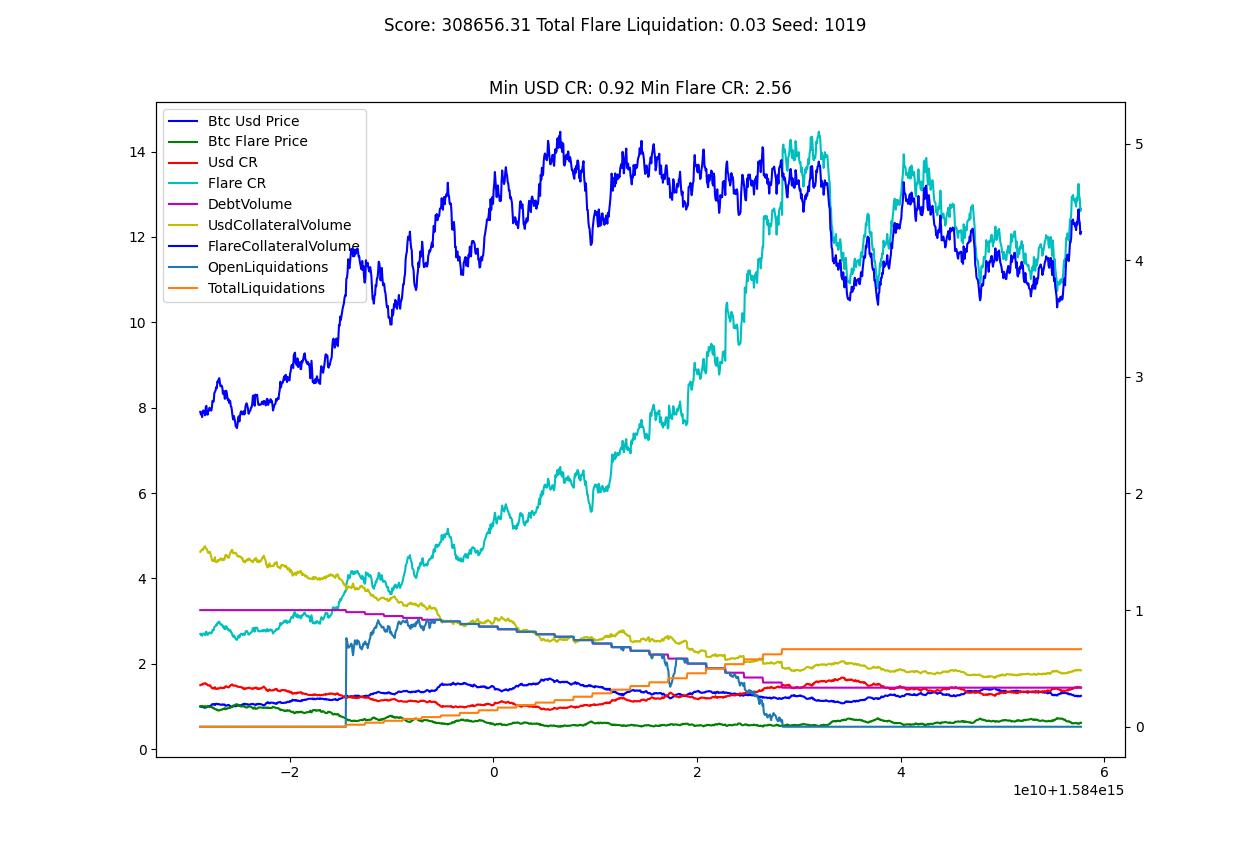 Score: 308656.31 Total Flare Liquidation: 0.03 Seed: 1019
Min USD CR: 0.92 Min Flare CR: 2.56
Btc Usd Price
Btc Flare Price
Usd CR
Flare CR
DebtVolume
UsdCollateralVolume
FlareCollateralVolume
OpenLiquidations
TotalLiquidations
14
12
10
8
6
4
2
0
5
4
3
2
1
0
−2
0
2
4
6
1e10+1.584e15